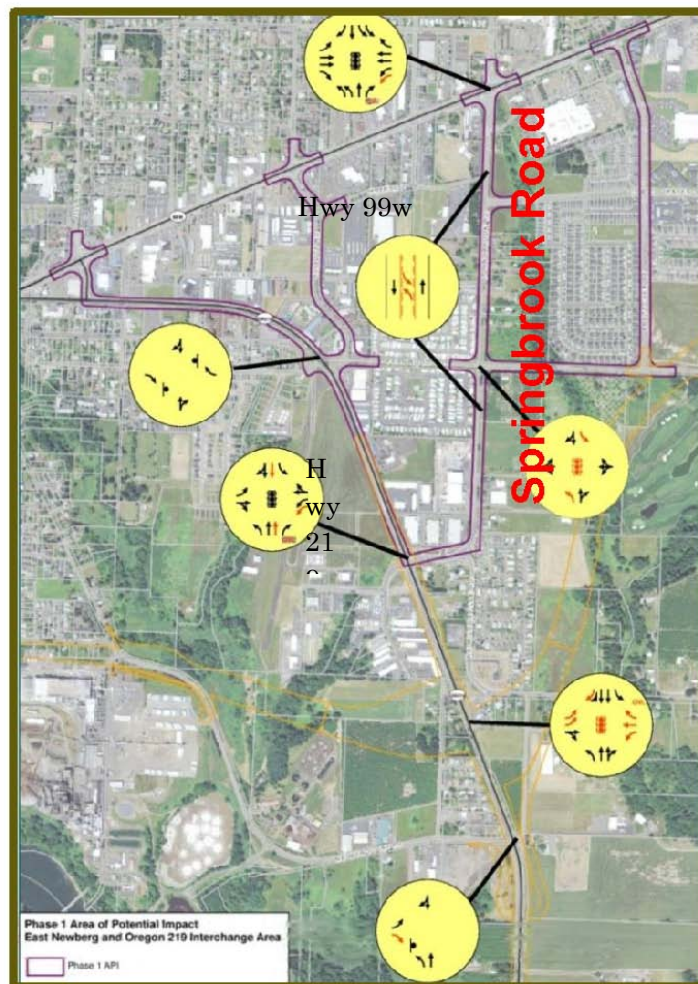 Hwy 99w
Springbrook Road
H
wy
21
Phase 1 Area of Potential Impact
East Newberg and Oregon 219 Interchange Area
Phase 1 API